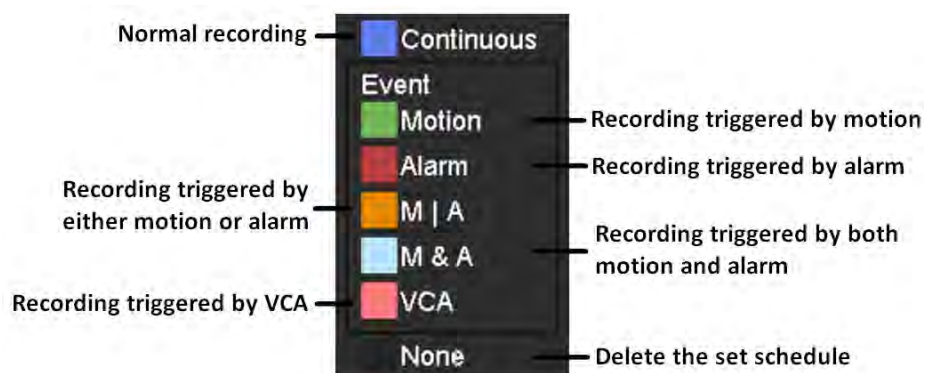 Normal recording
Continuous
Event
Motion
Recording triggered by motion
Alarm
Recording triggered by alarm
Recording triggered by
either motion or alarm
M | A
M & A
Recording triggered by both
motion and alarm
Recording triggered by VCA
VCA
None
Delete the set schedule